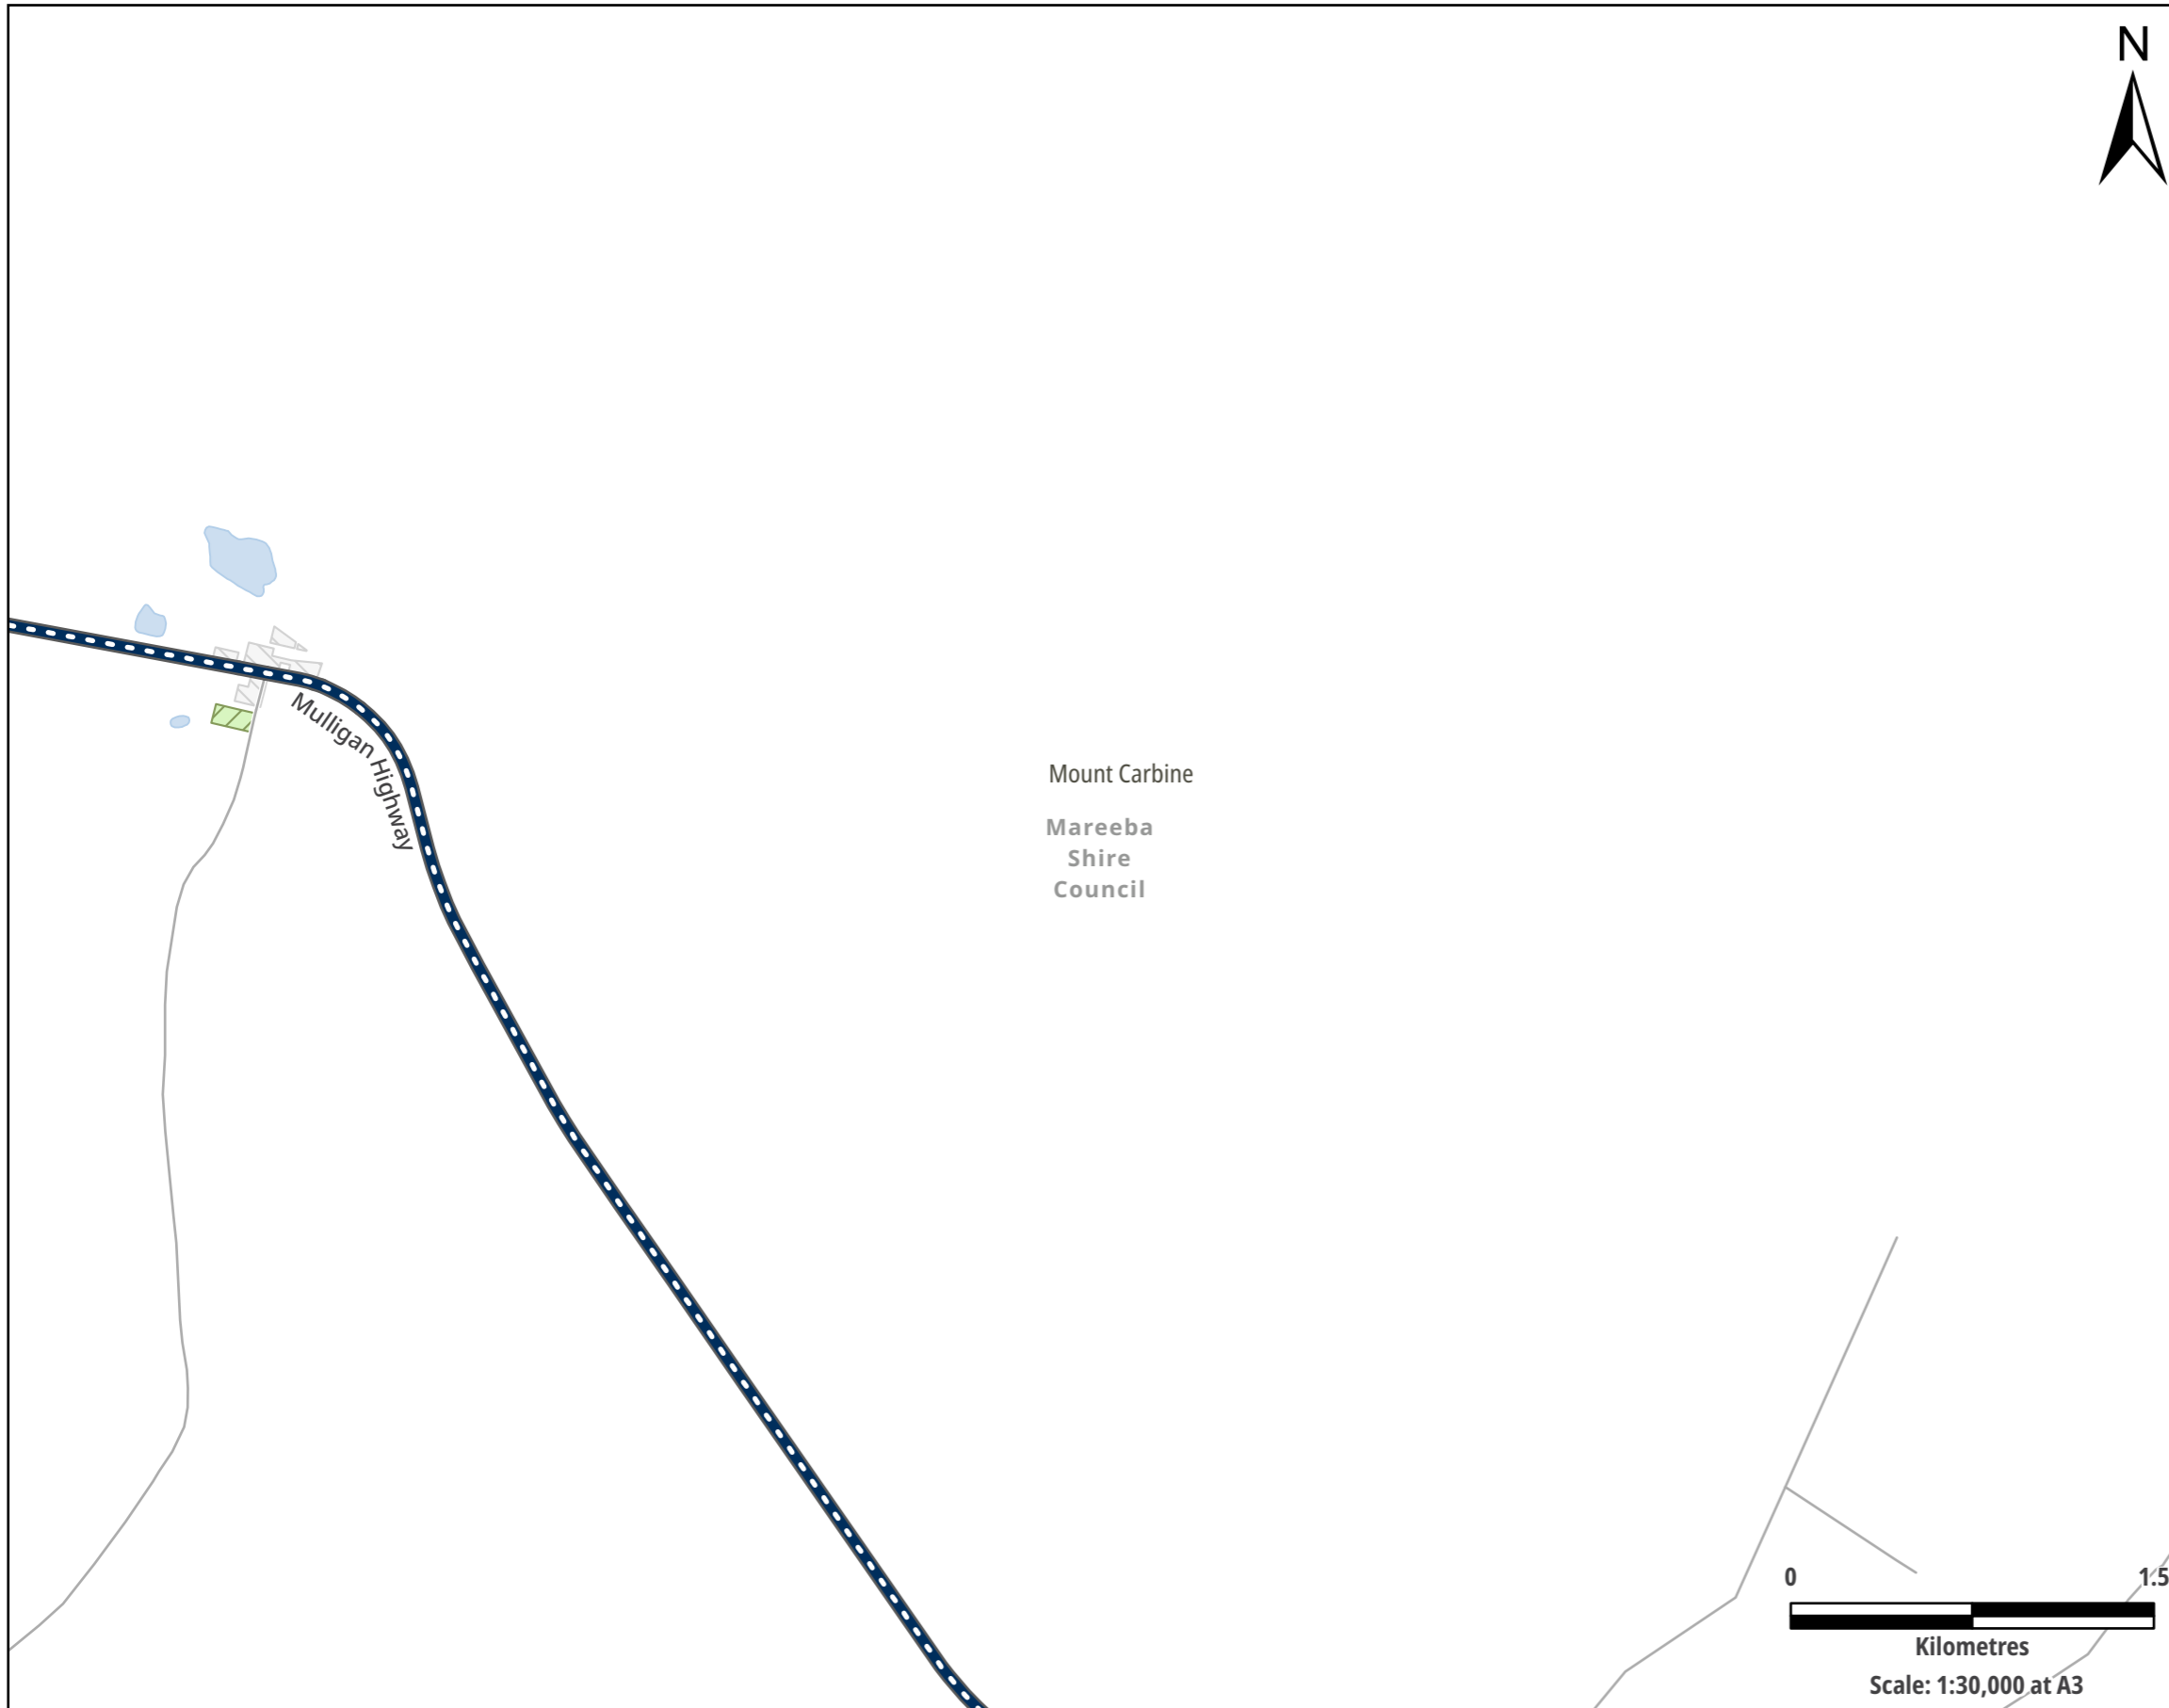 N
Mulligan Highway
Mount Carbine
Mareeba
Shire
Council
0 1.5
Kilometres
Scale: 1:30,000 at A3